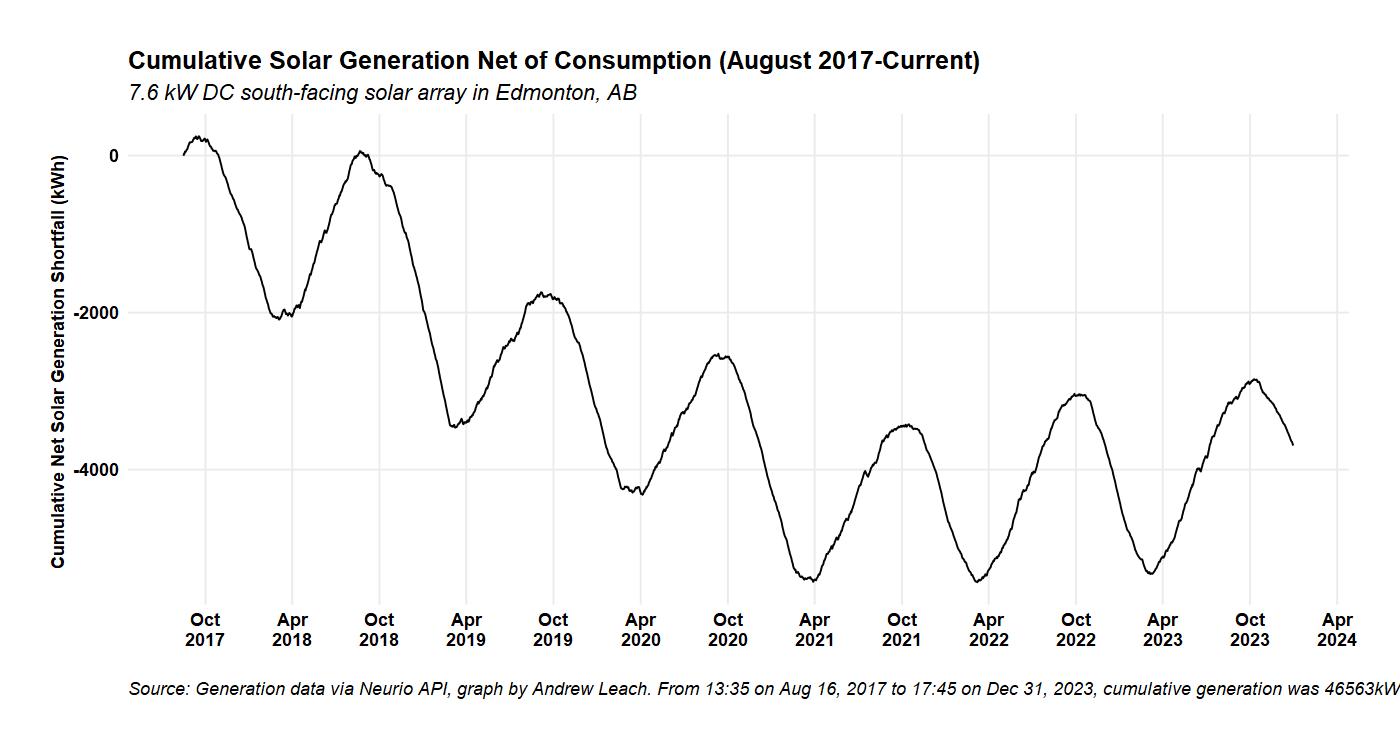 Cumulative Solar Generation Net of Consumption (August 2017-Current)
7.6 kW DC south-facing solar array in Edmonton, AB
Cumulative Net Solar Generation Shortfall (kWh)
0
-2000
-4000
Oct 2017
Apr 2018
Oct 2018
Apr 2019
Oct 2019
Apr 2020
Oct 2020
Apr 2021
Oct 2021
Apr 2022
Oct 2022
Apr 2023
Oct 2023
Apr 2024
Source: Generation data via Neurio API, graph by Andrew Leach. From 13:35 on Aug 16, 2017 to 17:45 on Dec 31, 2023, cumulative generation was 46563kW